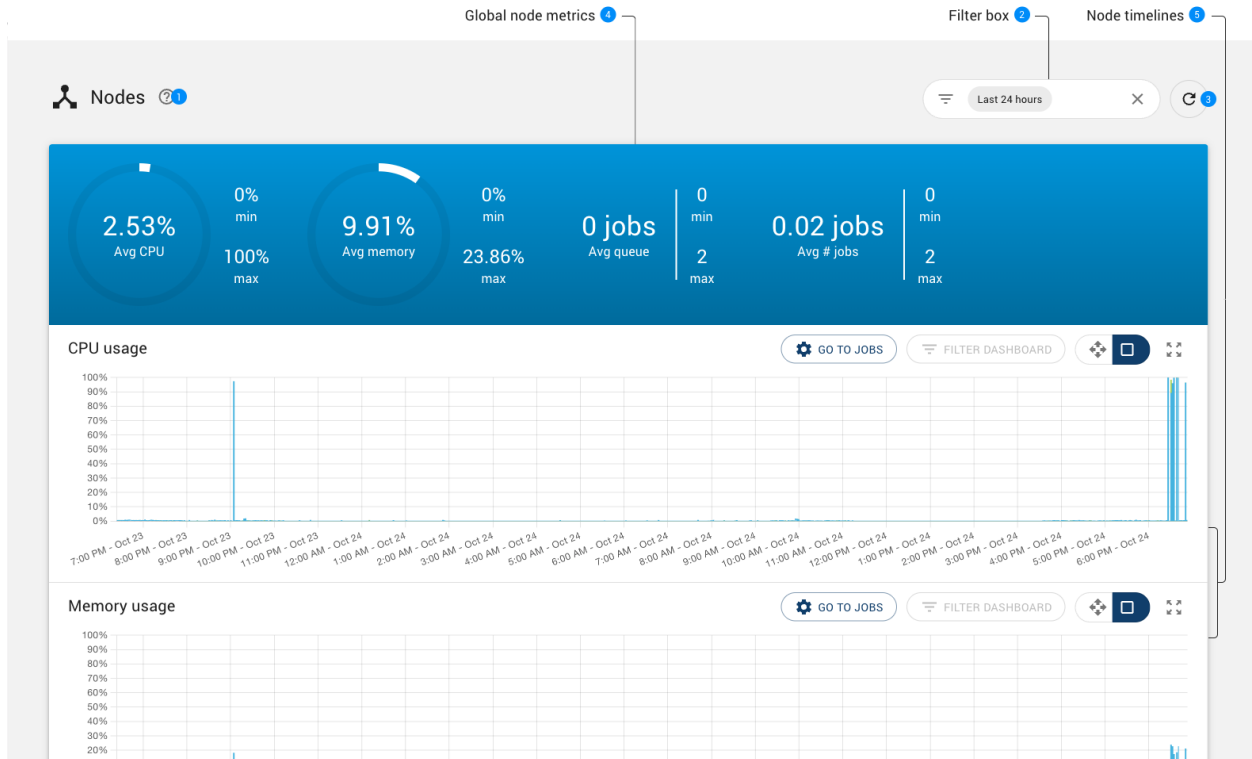 Global node metrics 4
Filter box 2
Node timelines 5
Nodes ? 1
Last 24 hours
3
2.53%
Avg CPU
0%
min
100%
max
9.91%
Avg memory
0%
min
23.86%
max
0 jobs
Avg queue
0
min
2
max
0.02 jobs
Avg # jobs
0
min
2
max
CPU usage
GO TO JOBS
FILTER DASHBOARD
100%
90%
80%
70%
60%
50%
40%
30%
20%
10%
0%
7:00 PM - Oct 23
8:00 PM - Oct 23
9:00 PM - Oct 23
10:00 PM - Oct 23
11:00 PM - Oct 23
12:00 AM - Oct 24
1:00 AM - Oct 24
2:00 AM - Oct 24
3:00 AM - Oct 24
4:00 AM - Oct 24
5:00 AM - Oct 24
6:00 AM - Oct 24
7:00 AM - Oct 24
8:00 AM - Oct 24
9:00 AM - Oct 24
10:00 AM - Oct 24
11:00 AM - Oct 24
12:00 PM - Oct 24
1:00 PM - Oct 24
2:00 PM - Oct 24
3:00 PM - Oct 24
4:00 PM - Oct 24
5:00 PM - Oct 24
6:00 PM - Oct 24
Memory usage
GO TO JOBS
FILTER DASHBOARD
100%
90%
80%
70%
60%
50%
40%
30%
20%